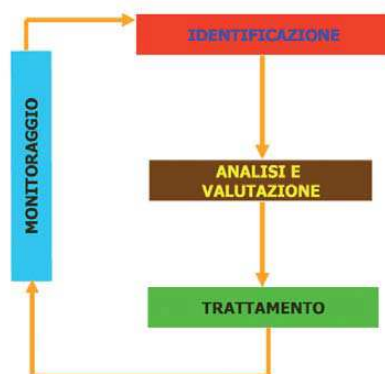 IDENTIFICAZIONE
MONITORAGGIO
ANALISI E
VALUTAZIONE
TRATTAMENTO